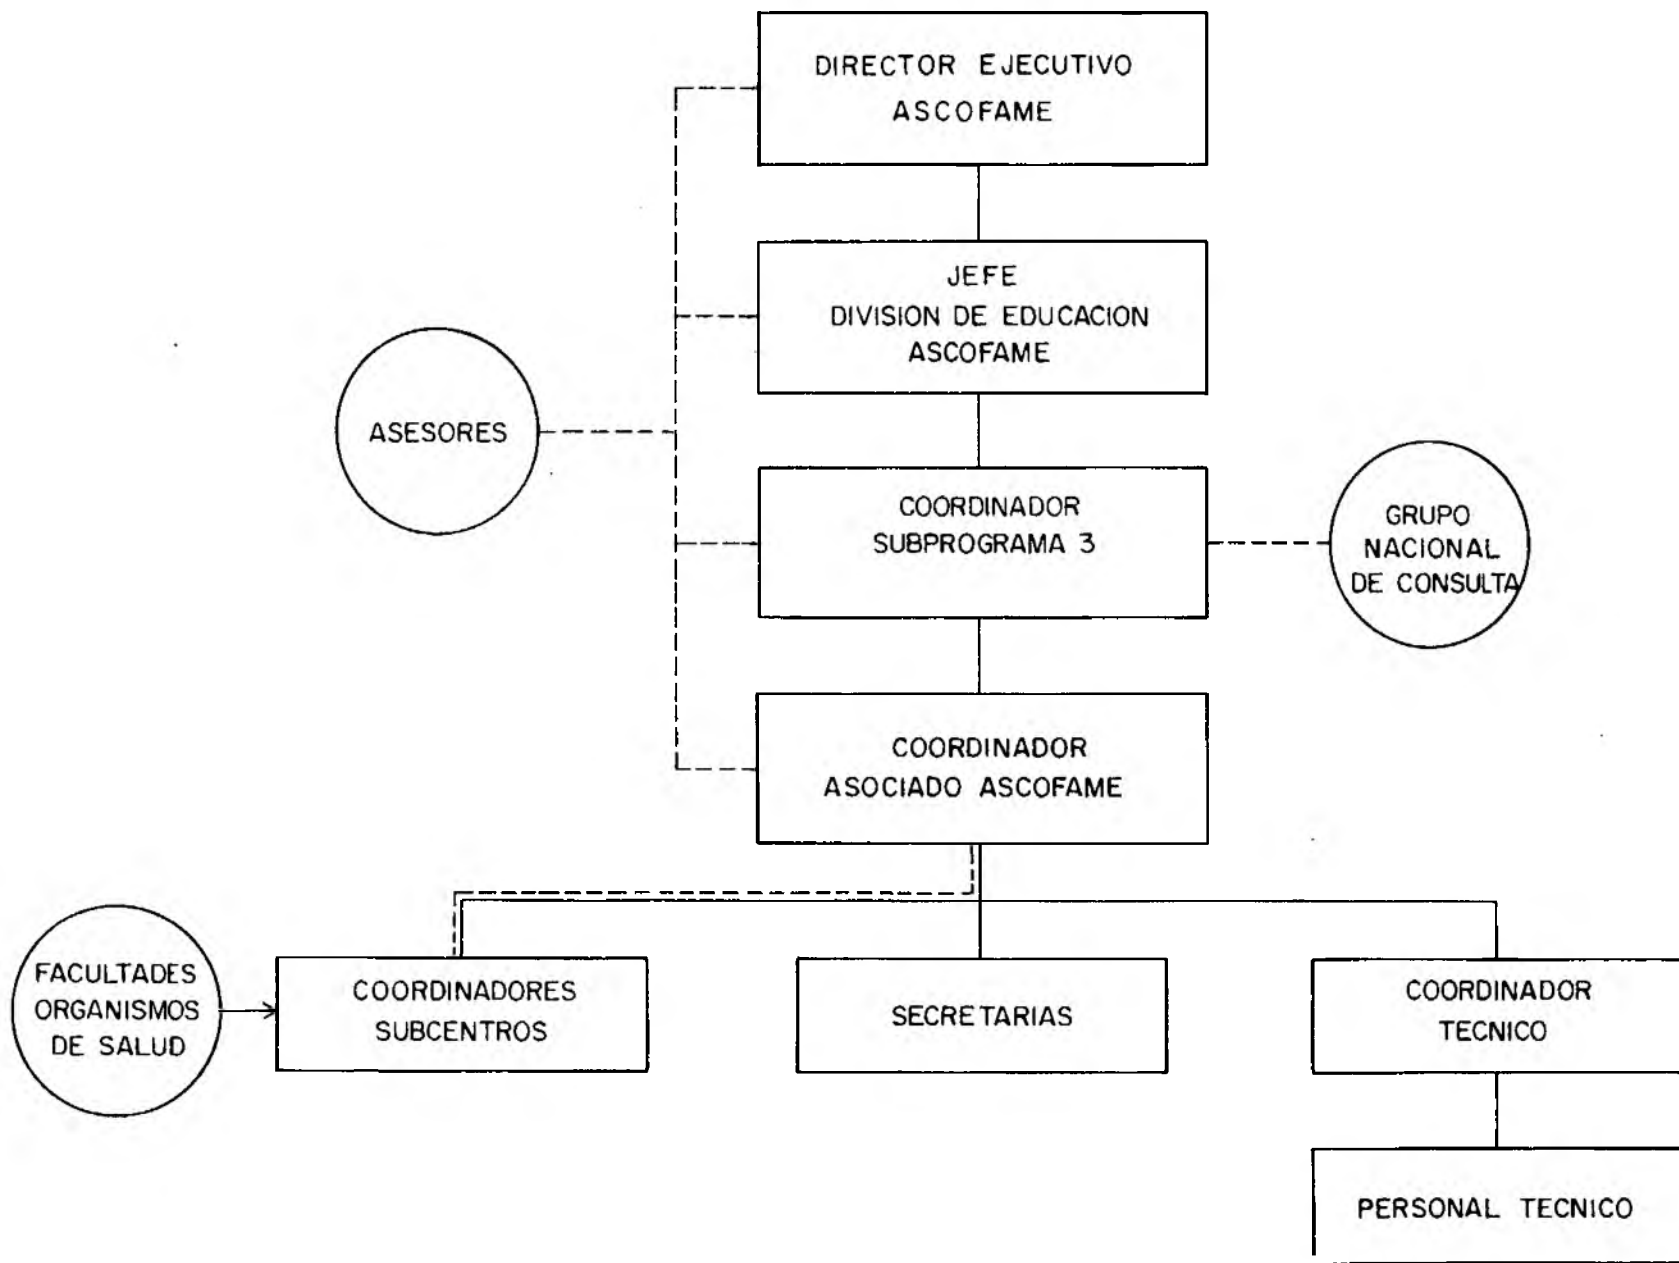 DIRECTOR EJECUTIVO
ASCOFAME
JEFE
DIVISION DE EDUCACION
ASCOFAME
ASESORES
COORDINADOR
SUBPROGRAMA 3
GRUPO
NACIONAL
DE CONSULTA
COORDINADOR
ASOCIADO ASCOFAME
FACULTADES
ORGANISMOS
DE SALUD
COORDINADORES
SUBCENTROS
SECRETARIAS
COORDINADOR
TECNICO
PERSONAL TECNICO